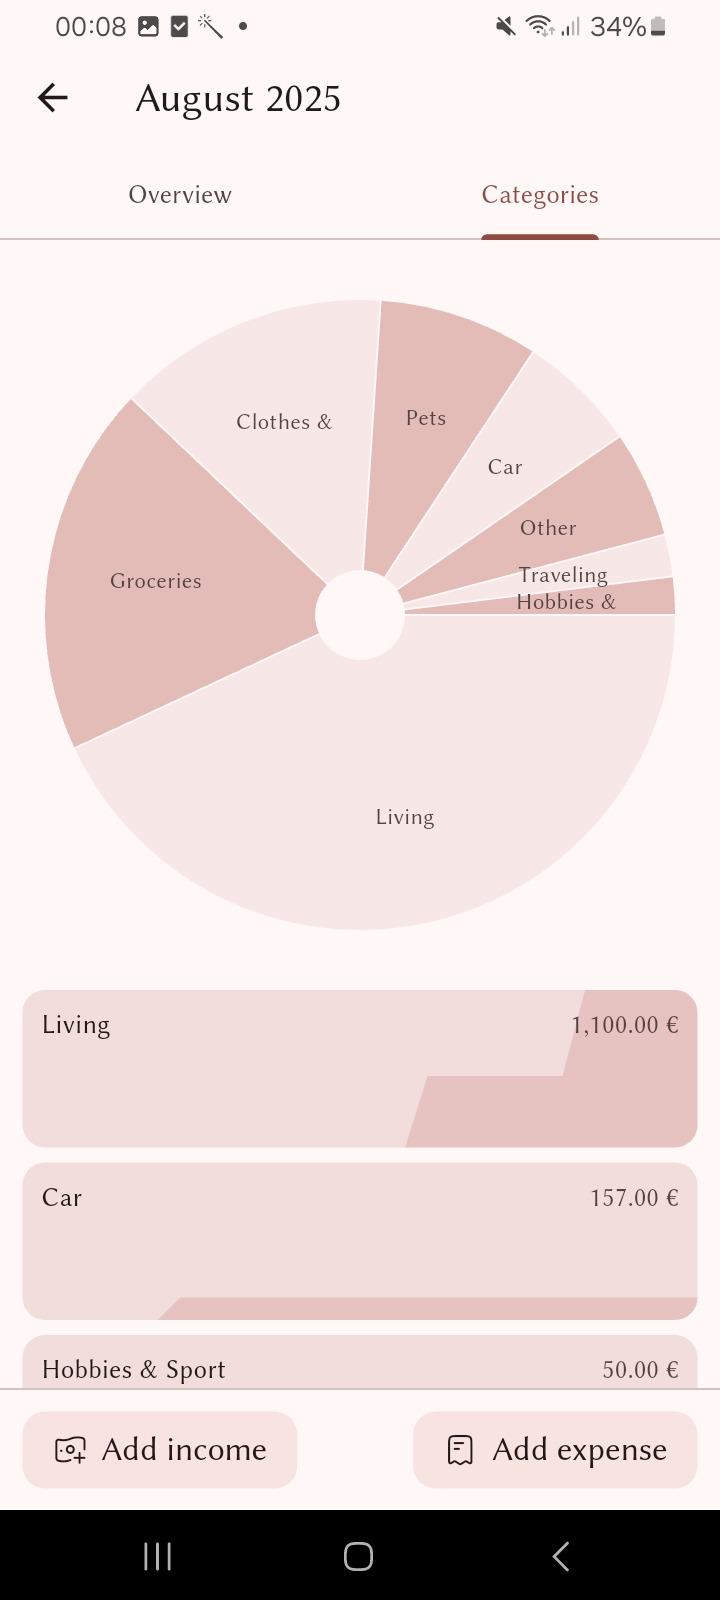 00:08 34%
August 2025
Overview Categories
Clothes &
Pets
Car
Other
Traveling
Groceries
Hobbies &
Living
Living 1,100.00 €
Car 157.00 €
Hobbies & Sport 50.00 €
Add income Add expense